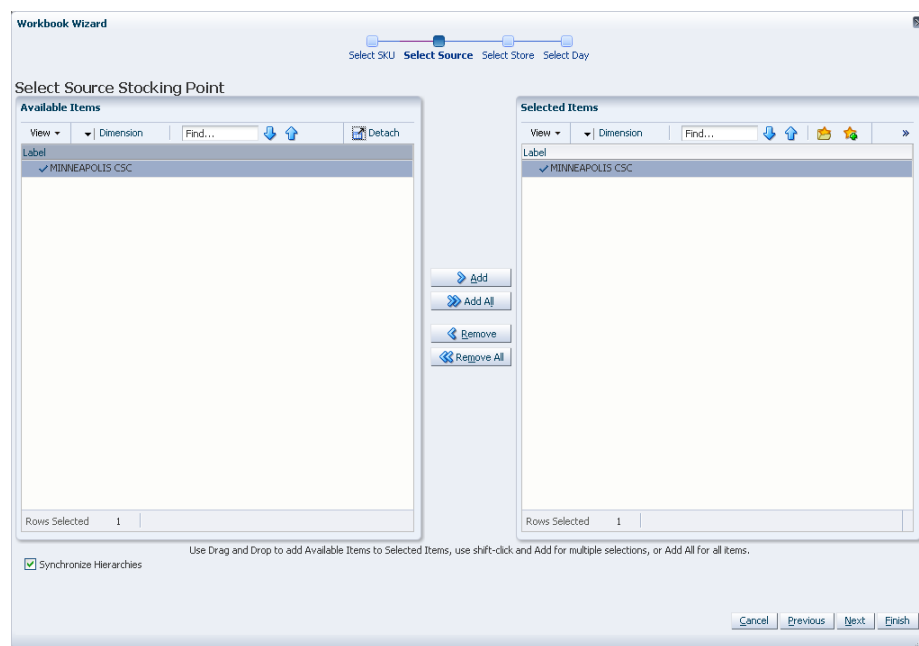 Workbook Wizard
Select SKU Select Source Select Store Select Day
Select Source Stocking Point
Available Items
View Dimension Find... Detach
Label
MINNEAPOLIS CSC
Rows Selected 1
Add
Add All
Remove
Remove All
Selected Items
View Dimension Find... »
Label
MINNEAPOLIS CSC
Rows Selected 1
Use Drag and Drop to add Available Items to Selected Items, use shift-click and Add for multiple selections, or Add All for all items.
Synchronize Hierarchies
Cancel Previous Next Finish